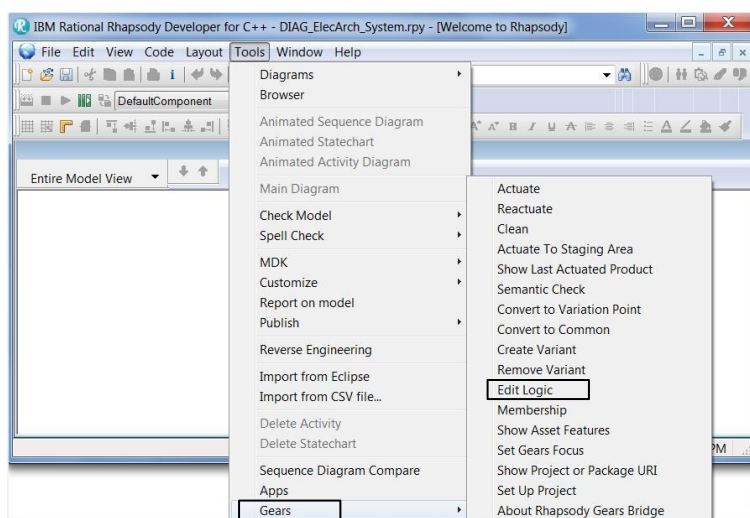 IBM Rational Rhapsody Developer for C++ - DIAG_ElecArch_System.rpy - [Welcome to Rhapsody]
File Edit View Code Layout Tools Window Help
DefaultComponent
Entire Model View
Diagrams
Browser
Animated Sequence Diagram
Animated Statechart
Animated Activity Diagram
Main Diagram
Check Model
Spell Check
MDK
Customize
Report on model
Publish
Reverse Engineering
Import from Eclipse
Import from CSV file...
Delete Activity
Delete Statechart
Sequence Diagram Compare
Apps
Gears
Actuate
Reactuate
Clean
Actuate To Staging Area
Show Last Actuated Product
Semantic Check
Convert to Variation Point
Convert to Common
Create Variant
Remove Variant
Edit Logic
Membership
Show Asset Features
Set Gears Focus
Show Project or Package URI
Set Up Project
About Rhapsody Gears Bridge